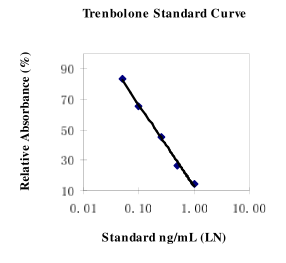 Trenbolone Standard Curve
Relative Absorbance (%)
90
70
50
30
10
0.01 0.10 1.00 10.00
Standard ng/mL (LN)